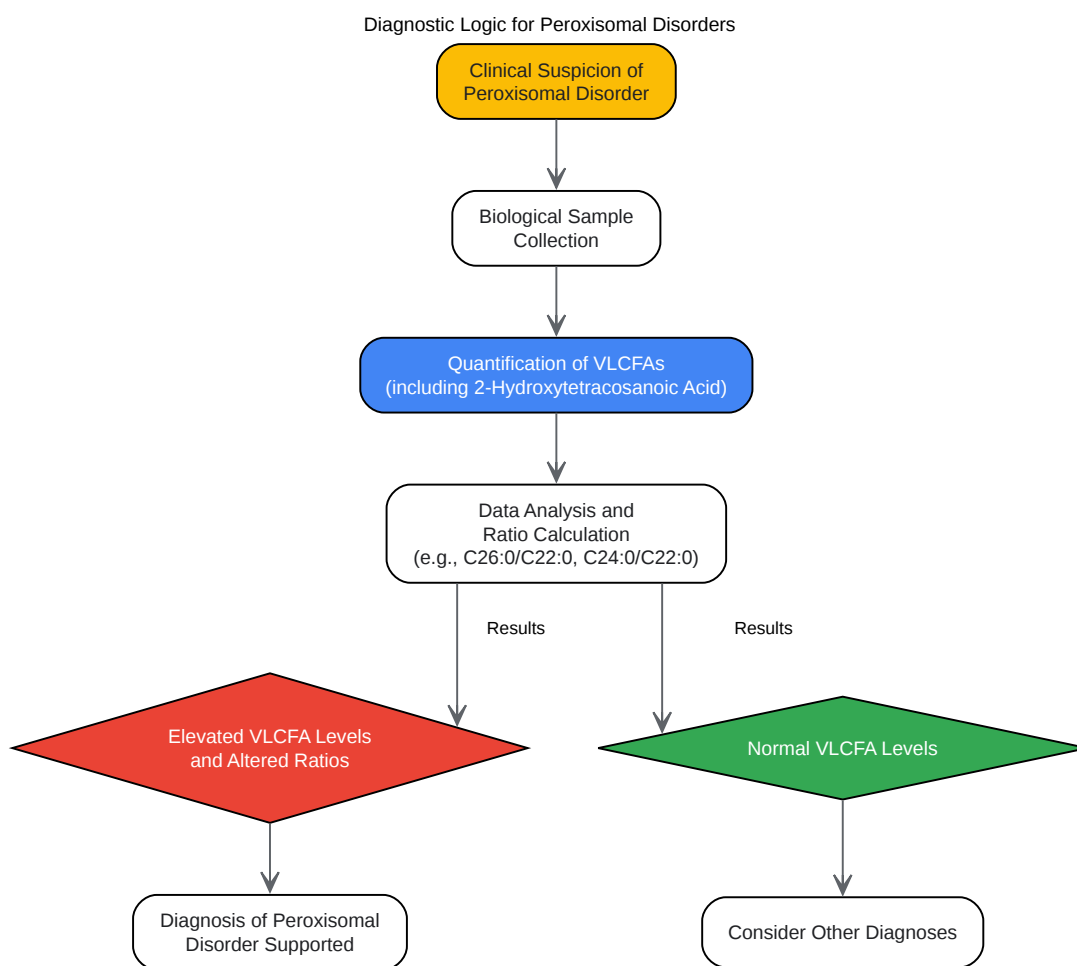 Diagnostic Logic for Peroxisomal Disorders
Clinical Suspicion of
Peroxisomal Disorder
Biological Sample
Collection
Quantification of VLCFAs
(including 2-Hydroxytetracosanoic Acid)
Data Analysis and
Ratio Calculation
(e.g., C26:0/C22:0, C24:0/C22:0)
Results
Results
Elevated VLCFA Levels
and Altered Ratios
Normal VLCFA Levels
Diagnosis of Peroxisomal
Disorder Supported
Consider Other Diagnoses